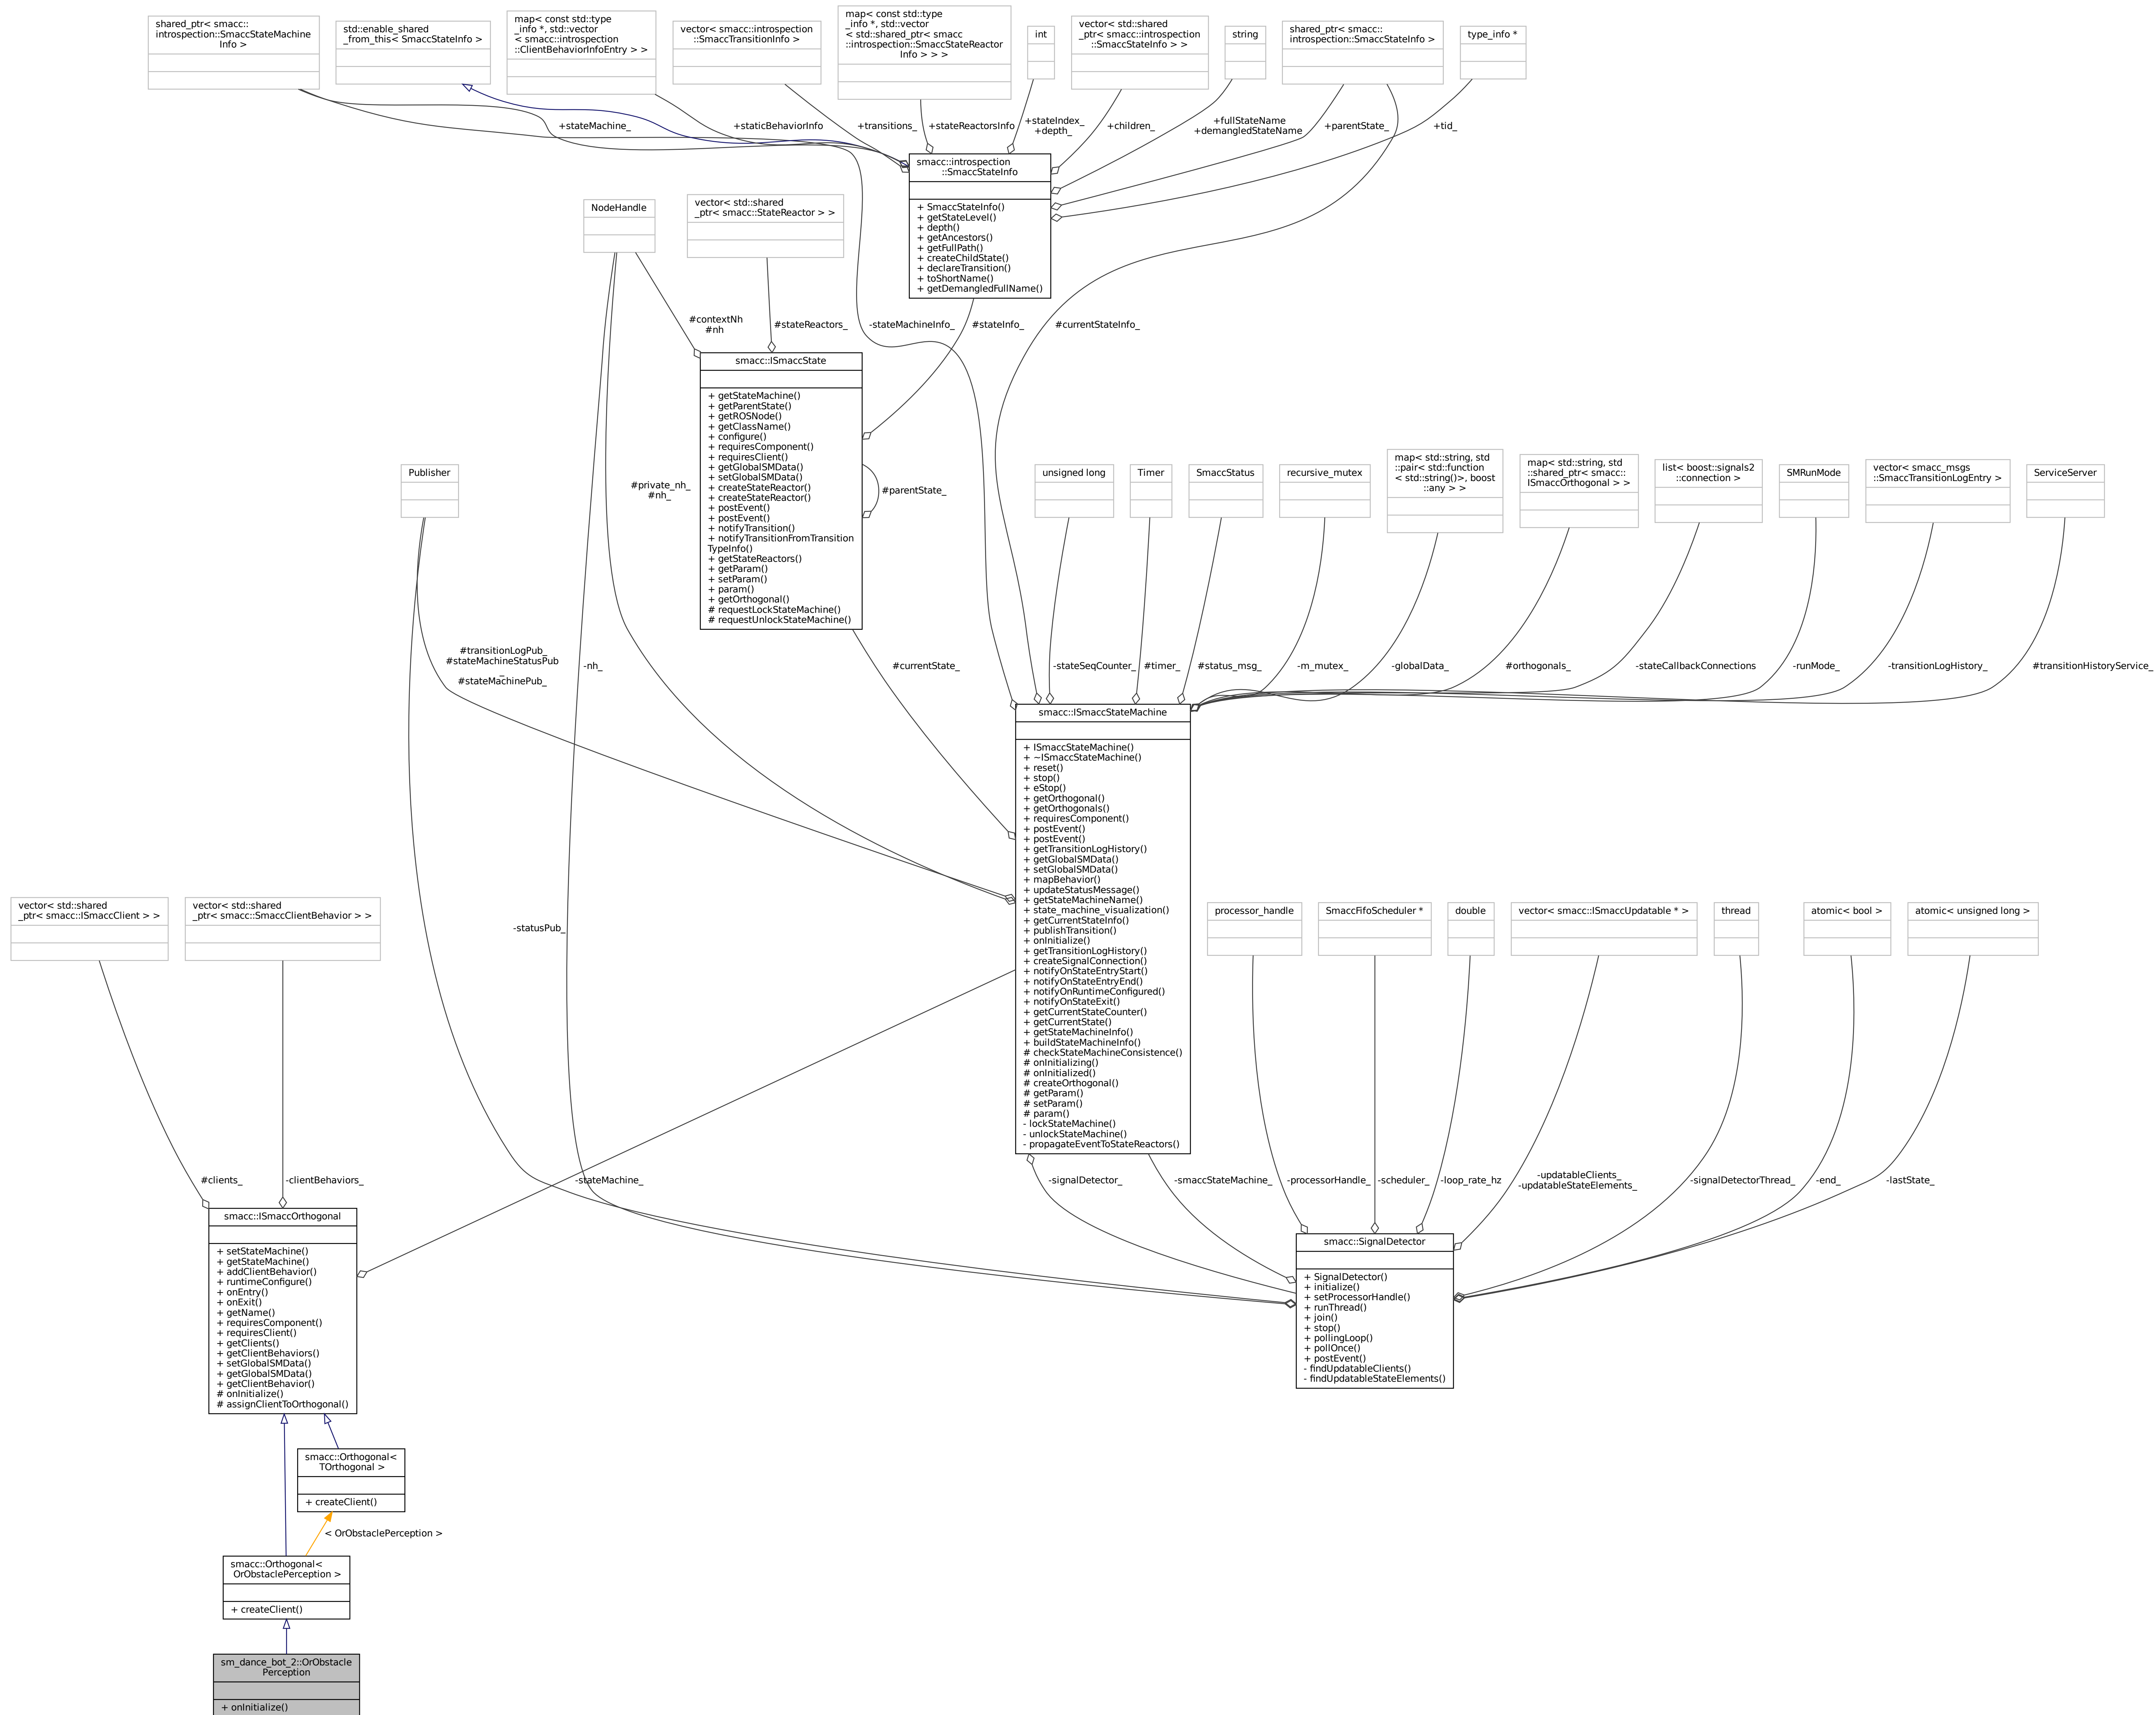 shared_ptr< smacc::
introspection::SmaccStateMachine
Info >
std::enable_shared
_from_this< SmaccStateInfo >
map< const std::type
_info *, std::vector
< smacc::introspection
::ClientBehaviorInfoEntry > >
vector< smacc::introspection
::SmaccTransitionInfo >
map< const std::type
_info *, std::vector
< std::shared_ptr< smacc
::introspection::SmaccStateReactor
Info > > >
int
vector< std::shared
_ptr< smacc::introspection
::SmaccStateInfo > >
string
shared_ptr< smacc::
introspection::SmaccStateInfo >
type_info *
+stateMachine_
+staticBehaviorInfo
+transitions_
+stateReactorsInfo
+stateIndex_
+depth_
+children_
+fullStateName
+demangledStateName
+parentState_
+tid_
smacc::introspection
::SmaccStateInfo
+ SmaccStateInfo()
+ getStateLevel()
+ depth()
+ getAncestors()
+ getFullPath()
+ createChildState()
+ declareTransition()
+ toShortName()
+ getDemangledFullName()
NodeHandle
vector< std::shared
_ptr< smacc::StateReactor > >
#contextNh
#nh
#stateReactors_
-stateMachineInfo_
#stateInfo_
#currentStateInfo_
smacc::ISmaccState
+ getStateMachine()
+ getParentState()
+ getROSNode()
+ getClassName()
+ configure()
+ requiresComponent()
+ requiresClient()
+ getGlobalSMData()
+ setGlobalSMData()
+ createStateReactor()
+ createStateReactor()
+ postEvent()
+ postEvent()
+ notifyTransition()
+ notifyTransitionFromTransition
TypeInfo()
+ getStateReactors()
+ getParam()
+ setParam()
+ param()
+ getOrthogonal()
# requestLockStateMachine()
# requestUnlockStateMachine()
#parentState_
Publisher
#private_nh_
#nh_
unsigned long
Timer
SmaccStatus
recursive_mutex
map< std::string, std
::pair< std::function
< std::string()>, boost
::any > >
map< std::string, std
::shared_ptr< smacc::
ISmaccOrthogonal > >
list< boost::signals2
::connection >
SMRunMode
vector< smacc_msgs
::SmaccTransitionLogEntry >
ServiceServer
#transitionLogPub_
#stateMachineStatusPub
_
#stateMachinePub_
-nh_
#currentState_
-stateSeqCounter_
#timer_
#status_msg_
-m_mutex_
-globalData_
#orthogonals_
-stateCallbackConnections
-runMode_
-transitionLogHistory_
#transitionHistoryService_
smacc::ISmaccStateMachine
+ ISmaccStateMachine()
+ ~ISmaccStateMachine()
+ reset()
+ stop()
+ eStop()
+ getOrthogonal()
+ getOrthogonals()
+ requiresComponent()
+ postEvent()
+ postEvent()
+ getTransitionLogHistory()
+ getGlobalSMData()
+ setGlobalSMData()
+ mapBehavior()
+ updateStatusMessage()
+ getStateMachineName()
+ state_machine_visualization()
+ getCurrentStateInfo()
+ publishTransition()
+ onInitialize()
+ getTransitionLogHistory()
+ createSignalConnection()
+ notifyOnStateEntryStart()
+ notifyOnStateEntryEnd()
+ notifyOnRuntimeConfigured()
+ notifyOnStateExit()
+ getCurrentStateCounter()
+ getCurrentState()
+ getStateMachineInfo()
+ buildStateMachineInfo()
# checkStateMachineConsistence()
# onInitializing()
# onInitialized()
# createOrthogonal()
# getParam()
# setParam()
# param()
- lockStateMachine()
- unlockStateMachine()
- propagateEventToStateReactors()
vector< std::shared
_ptr< smacc::ISmaccClient > >
vector< std::shared
_ptr< smacc::SmaccClientBehavior > >
-statusPub_
processor_handle
SmaccFifoScheduler *
double
vector< smacc::ISmaccUpdatable * >
thread
atomic< bool >
atomic< unsigned long >
#clients_
-clientBehaviors_
-stateMachine_
-signalDetector_
-smaccStateMachine_
-processorHandle_
-scheduler_
-loop_rate_hz
-updatableClients_
-updatableStateElements_
-signalDetectorThread_
-end_
-lastState_
smacc::ISmaccOrthogonal
+ setStateMachine()
+ getStateMachine()
+ addClientBehavior()
+ runtimeConfigure()
+ onEntry()
+ onExit()
+ getName()
+ requiresComponent()
+ requiresClient()
+ getClients()
+ getClientBehaviors()
+ setGlobalSMData()
+ getGlobalSMData()
+ getClientBehavior()
# onInitialize()
# assignClientToOrthogonal()
smacc::SignalDetector
+ SignalDetector()
+ initialize()
+ setProcessorHandle()
+ runThread()
+ join()
+ stop()
+ pollingLoop()
+ pollOnce()
+ postEvent()
- findUpdatableClients()
- findUpdatableStateElements()
smacc::Orthogonal<
TOrthogonal >
+ createClient()
< OrObstaclePerception >
smacc::Orthogonal<
OrObstaclePerception >
+ createClient()
sm_dance_bot_2::OrObstacle
Perception
+ onInitialize()